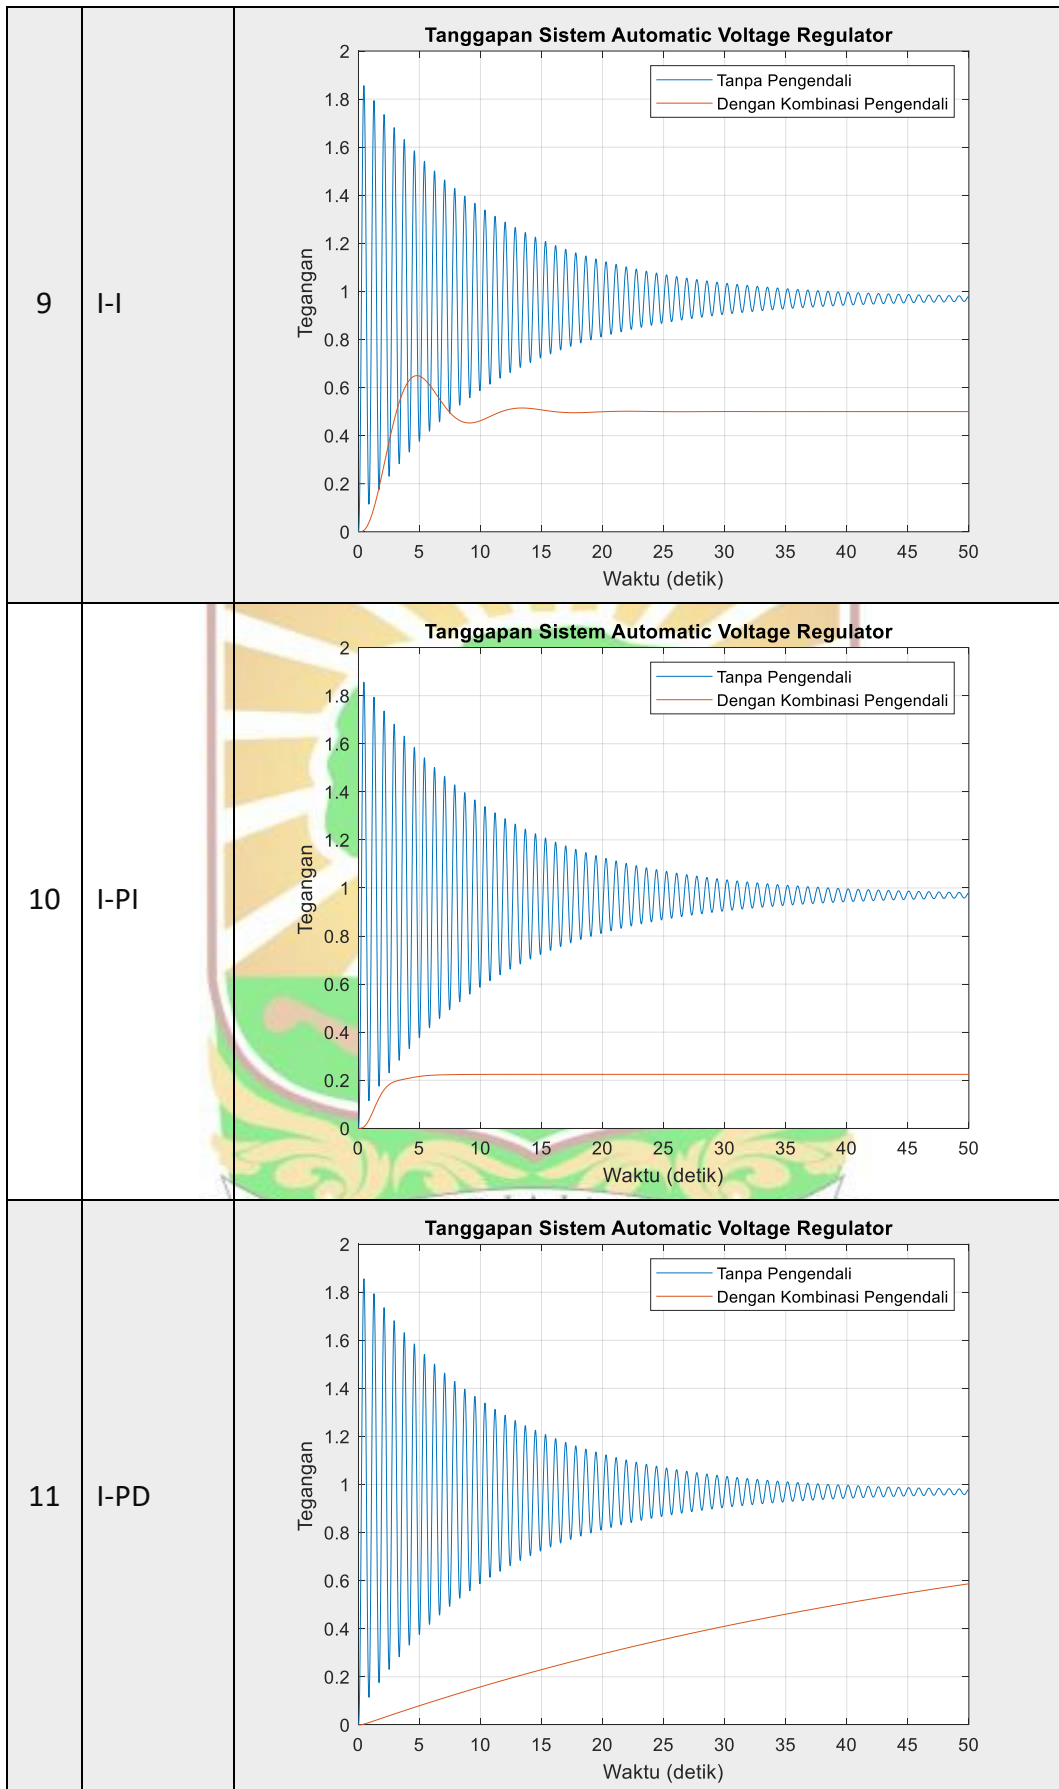 9
I-I
Tanggapan Sistem Automatic Voltage Regulator
Tanpa Pengendali
Dengan Kombinasi Pengendali
Tegangan
2
1.8
1.6
1.4
1.2
1
0.8
0.6
0.4
0.2
0
0 5 10 15 20 25 30 35 40 45 50
Waktu (detik)
10
I-PI
Tanggapan Sistem Automatic Voltage Regulator
Tanpa Pengendali
Dengan Kombinasi Pengendali
Tegangan
2
1.8
1.6
1.4
1.2
1
0.8
0.6
0.4
0.2
0
0 5 10 15 20 25 30 35 40 45 50
Waktu (detik)
11
I-PD
Tanggapan Sistem Automatic Voltage Regulator
Tanpa Pengendali
Dengan Kombinasi Pengendali
Tegangan
2
1.8
1.6
1.4
1.2
1
0.8
0.6
0.4
0.2
0
0 5 10 15 20 25 30 35 40 45 50
Waktu (detik)